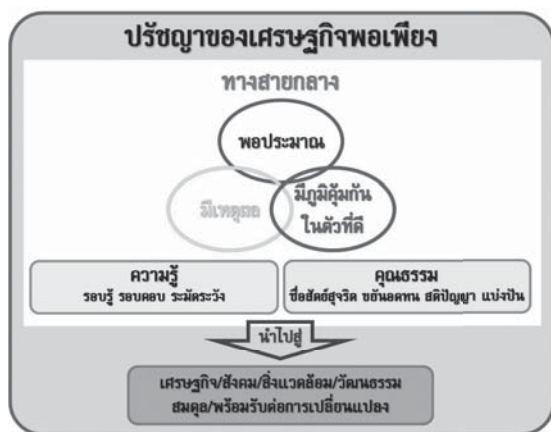 ปรัชญาของเศรษฐกิจพอเพียง
ทางสายกลาง
พอประมาณ
มีเหตุผล
มีภูมิคุ้มกัน
ในตัวที่ดี
ความรู้
รอบรู้ รอบคอบ ระมัดระวัง
คุณธรรม
ซื่อสัตย์สุจริต ขยันอดทน สติปัญญา แบ่งปัน
นำไปสู่
เศรษฐกิจ/สังคม/สิ่งแวดล้อม/วัฒนธรรม
สมดุล/พร้อมรับต่อการเปลี่ยนแปลง